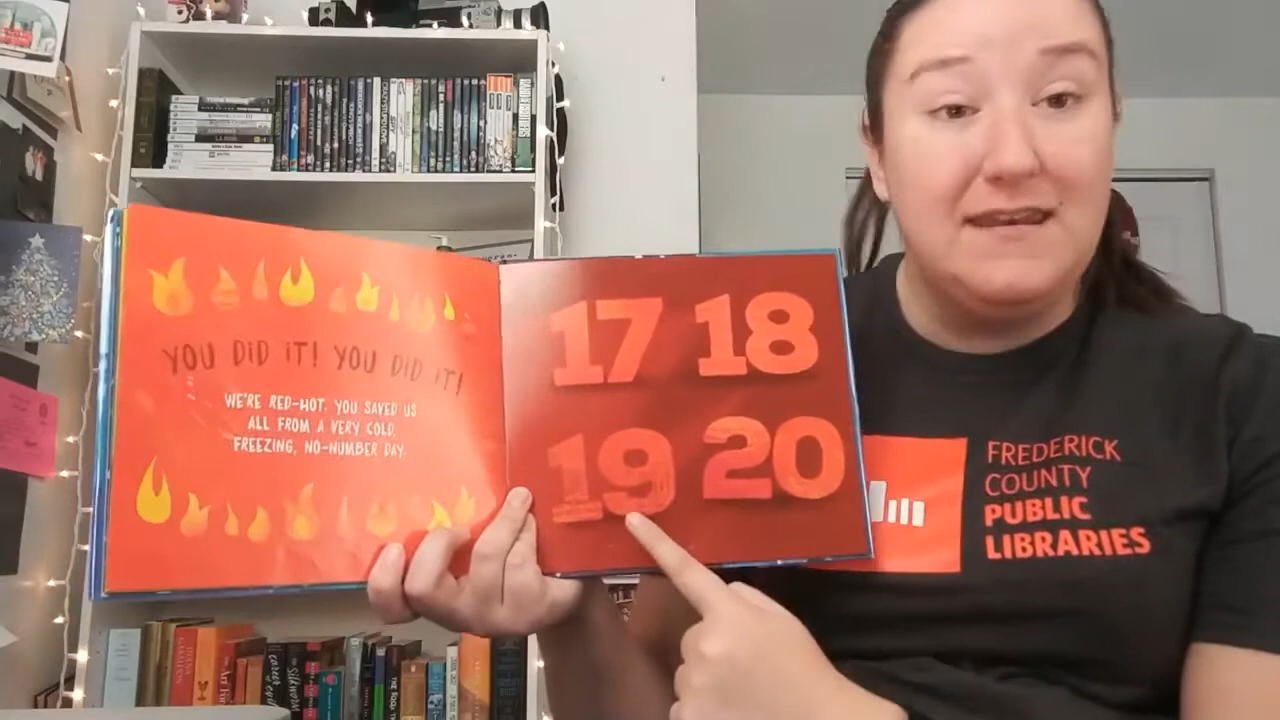 YOU DID IT! YOU DID IT!
WE'RE RED-HOT. YOU SAVED US
ALL FROM A VERY COLD,
FREEZING, NO-NUMBER DAY.
17 18
19 20
FREDERICK
COUNTY
PUBLIC
LIBRARIES